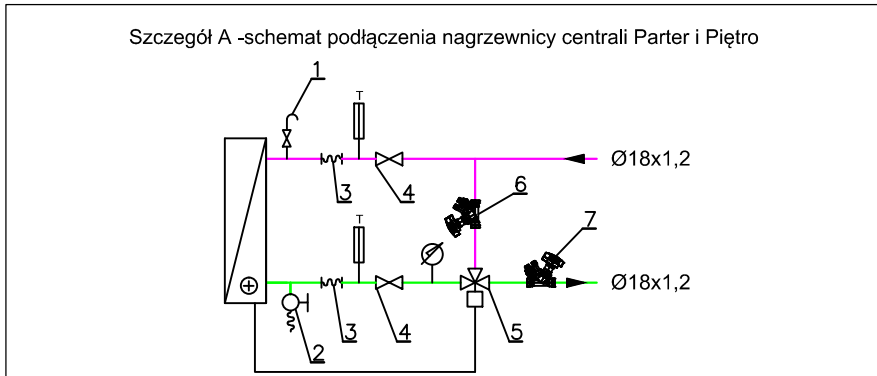 Szczegół A -schemat podłączenia nagrzewnicy centrali Parter i Piętro
1
T
Ø18x1,2
3
4
6
T
7
Ø18x1,2
2
3
4
5